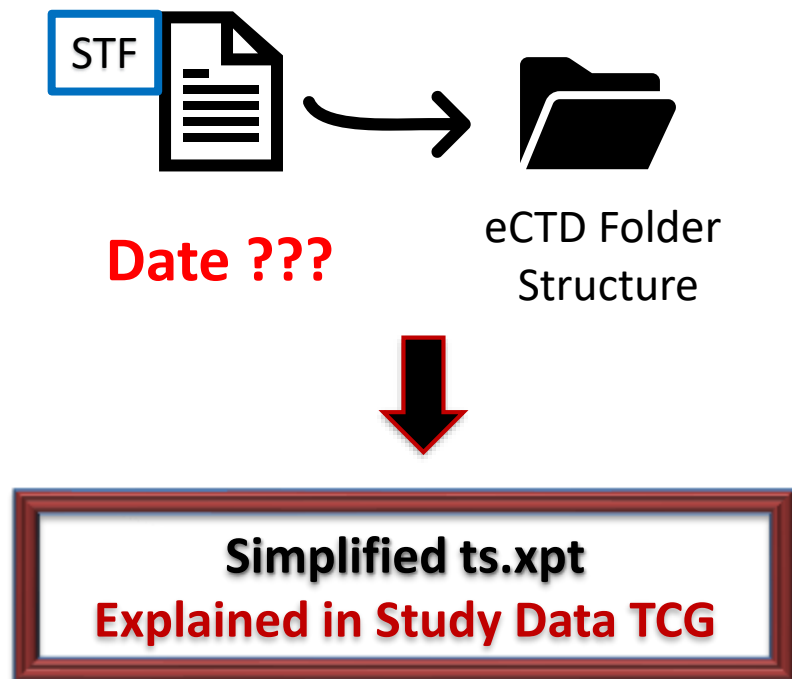 STF
Date ???
eCTD Folder
Structure
Simplified ts.xpt
Explained in Study Data TCG